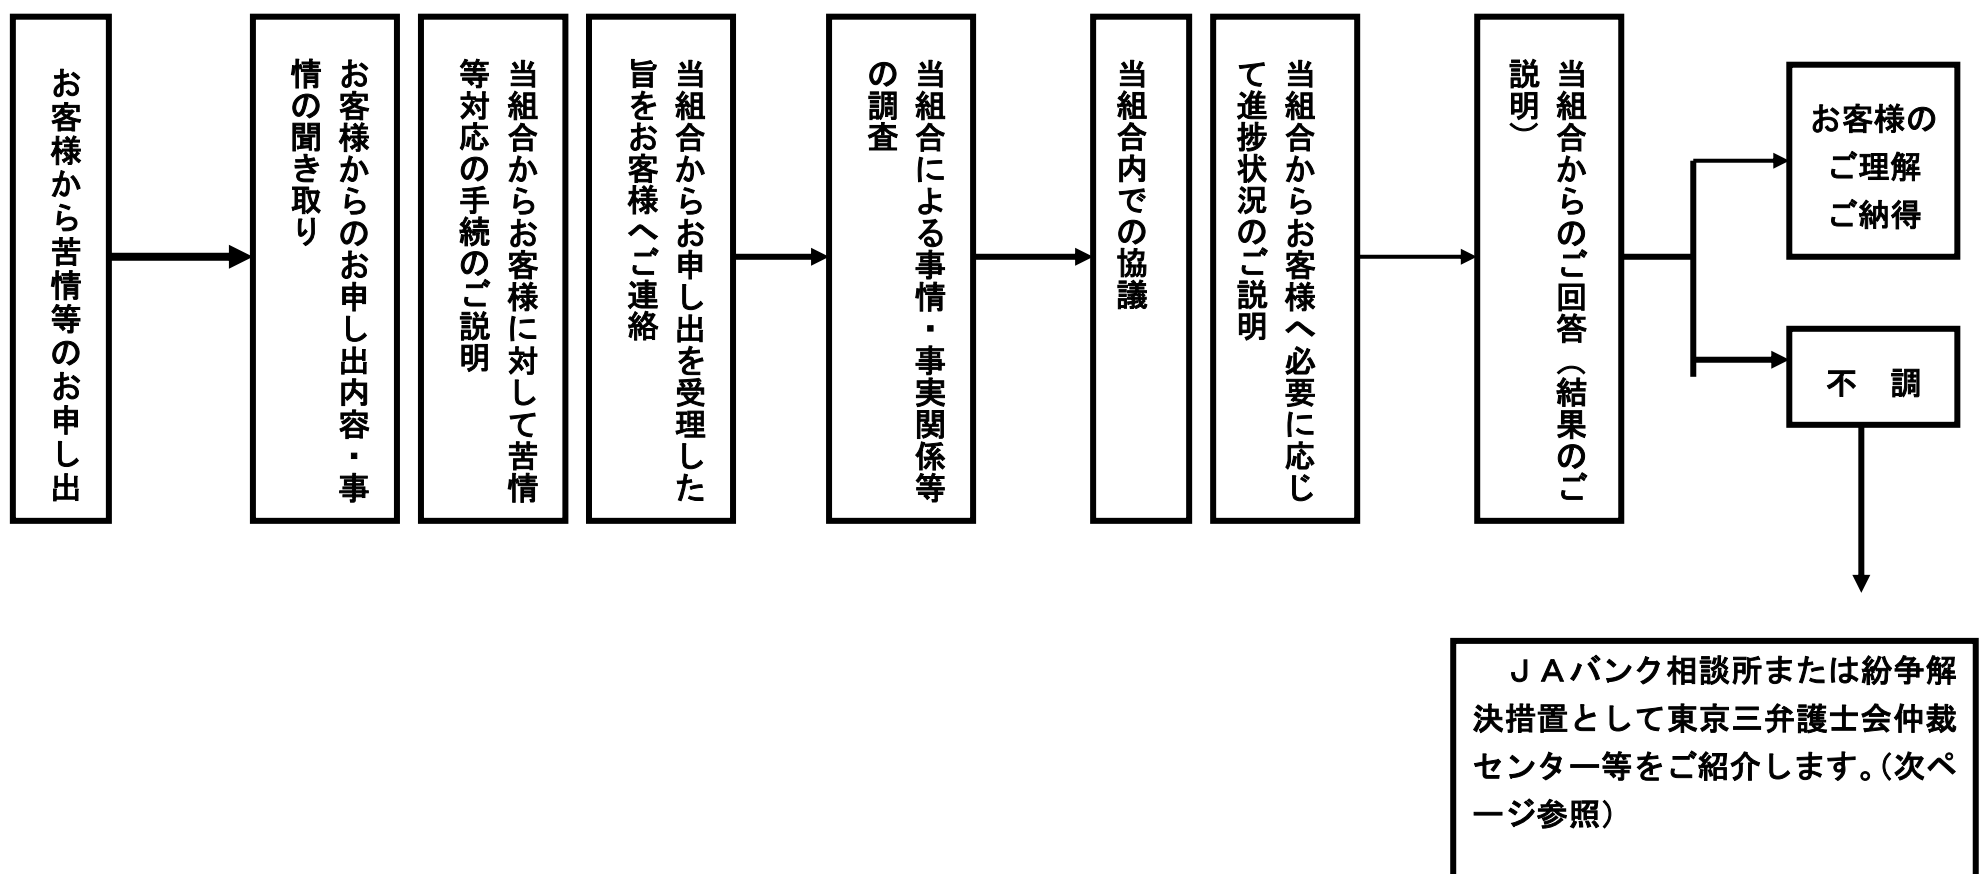 お客様から苦情等のお申し出
お客様からのお申し出内容・事
情の聞き取り
当組合からお客様に対して苦情
等対応の手続のご説明
当組合からお申し出を受理した
旨をお客様へご連絡
当組合による事情・事実関係等
の調査
当組合内での協議
当組合からお客様へ必要に応じ
て進捗状況のご説明
当組合からのご回答（結果のご
説明）
お客様の
ご理解
ご納得
不　調
ＪＡバンク相談所または紛争解
決措置として東京三弁護士会仲裁
センター等をご紹介します。（次ペ
ージ参照）